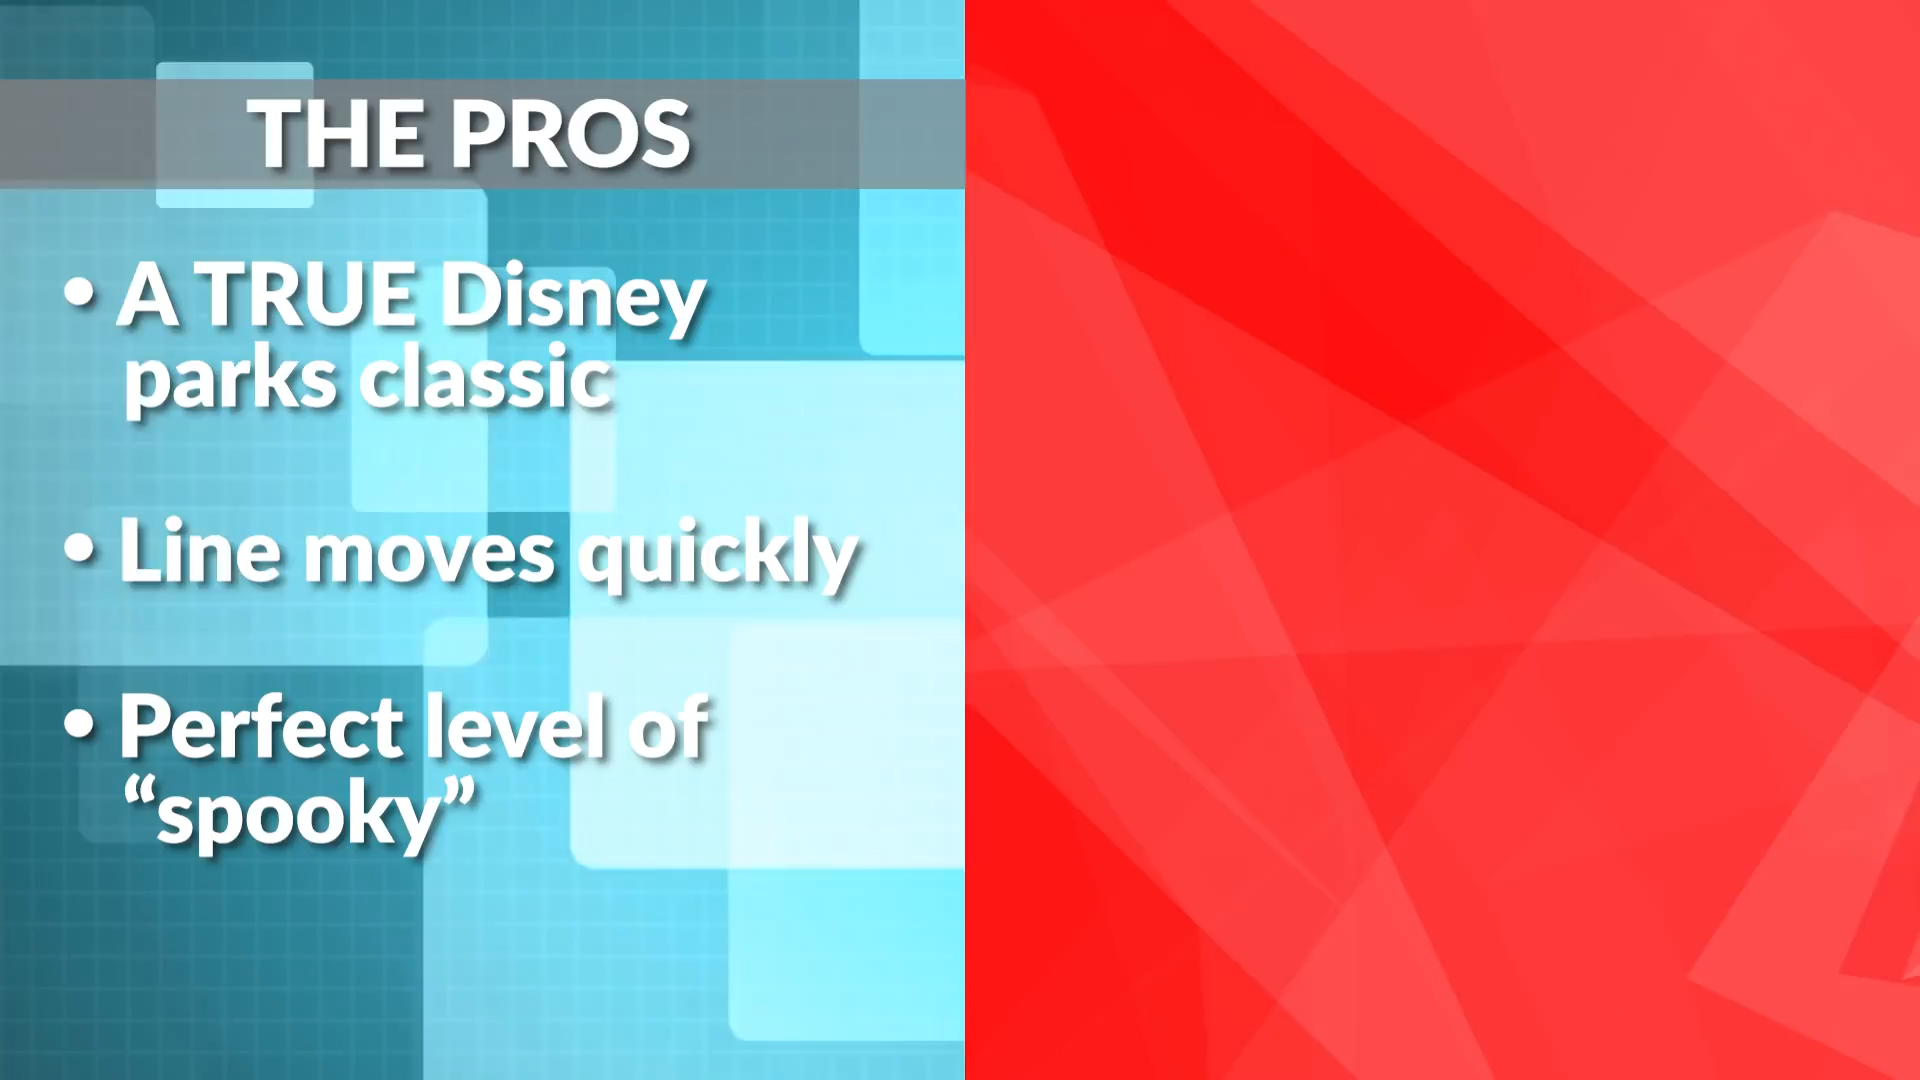 THE PROS
• A TRUE Disney
parks classic
• Line moves quickly
• Perfect level of
“spooky”